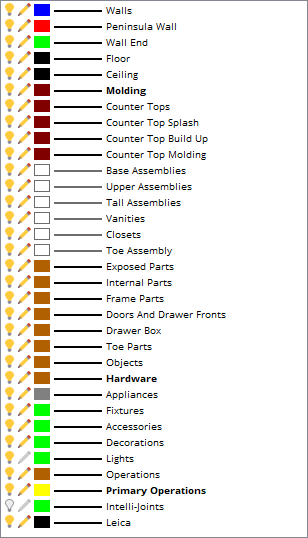 Walls
Peninsula Wall
Wall End
Floor
Ceiling
Molding
Counter Tops
Counter Top Splash
Counter Top Build Up
Counter Top Molding
Base Assemblies
Upper Assemblies
Tall Assemblies
Vanities
Closets
Toe Assembly
Exposed Parts
Internal Parts
Frame Parts
Doors And Drawer Fronts
Drawer Box
Toe Parts
Objects
Hardware
Appliances
Fixtures
Accessories
Decorations
Lights
Operations
Primary Operations
Intelli-Joints
Leica